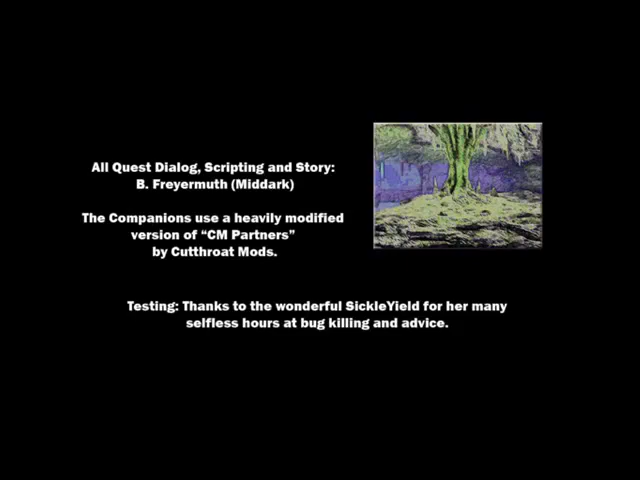 All Quest Dialog, Scripting and Story:
B. Freyermuth (Middark)
The Companions use a heavily modified
version of “CM Partners”
by Cutthroat Mods.
Testing: Thanks to the wonderful SickleYield for her many
selfless hours at bug killing and advice.